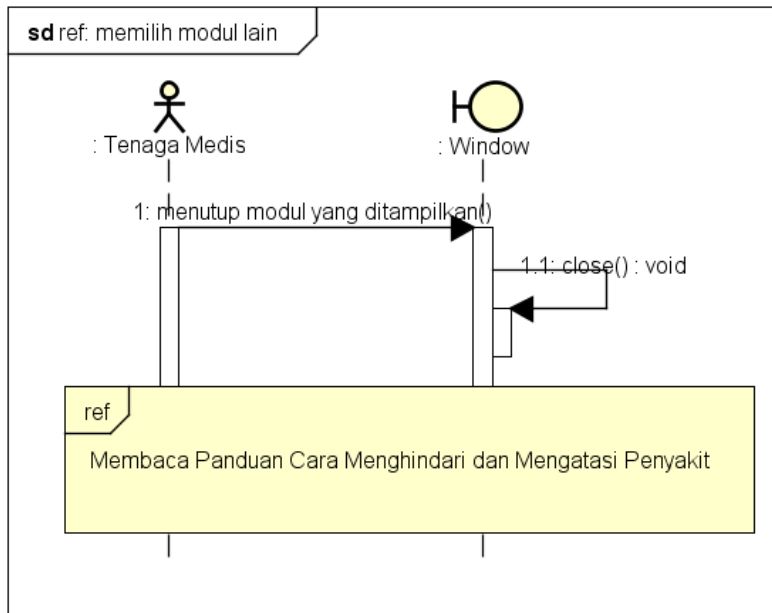 sd ref: memilih modul lain
: Tenaga Medis
: Window
1: menutup modul yang ditampilkan()
1.1: close() : void
ref
Membaca Panduan Cara Menghindari dan Mengatasi Penyakit